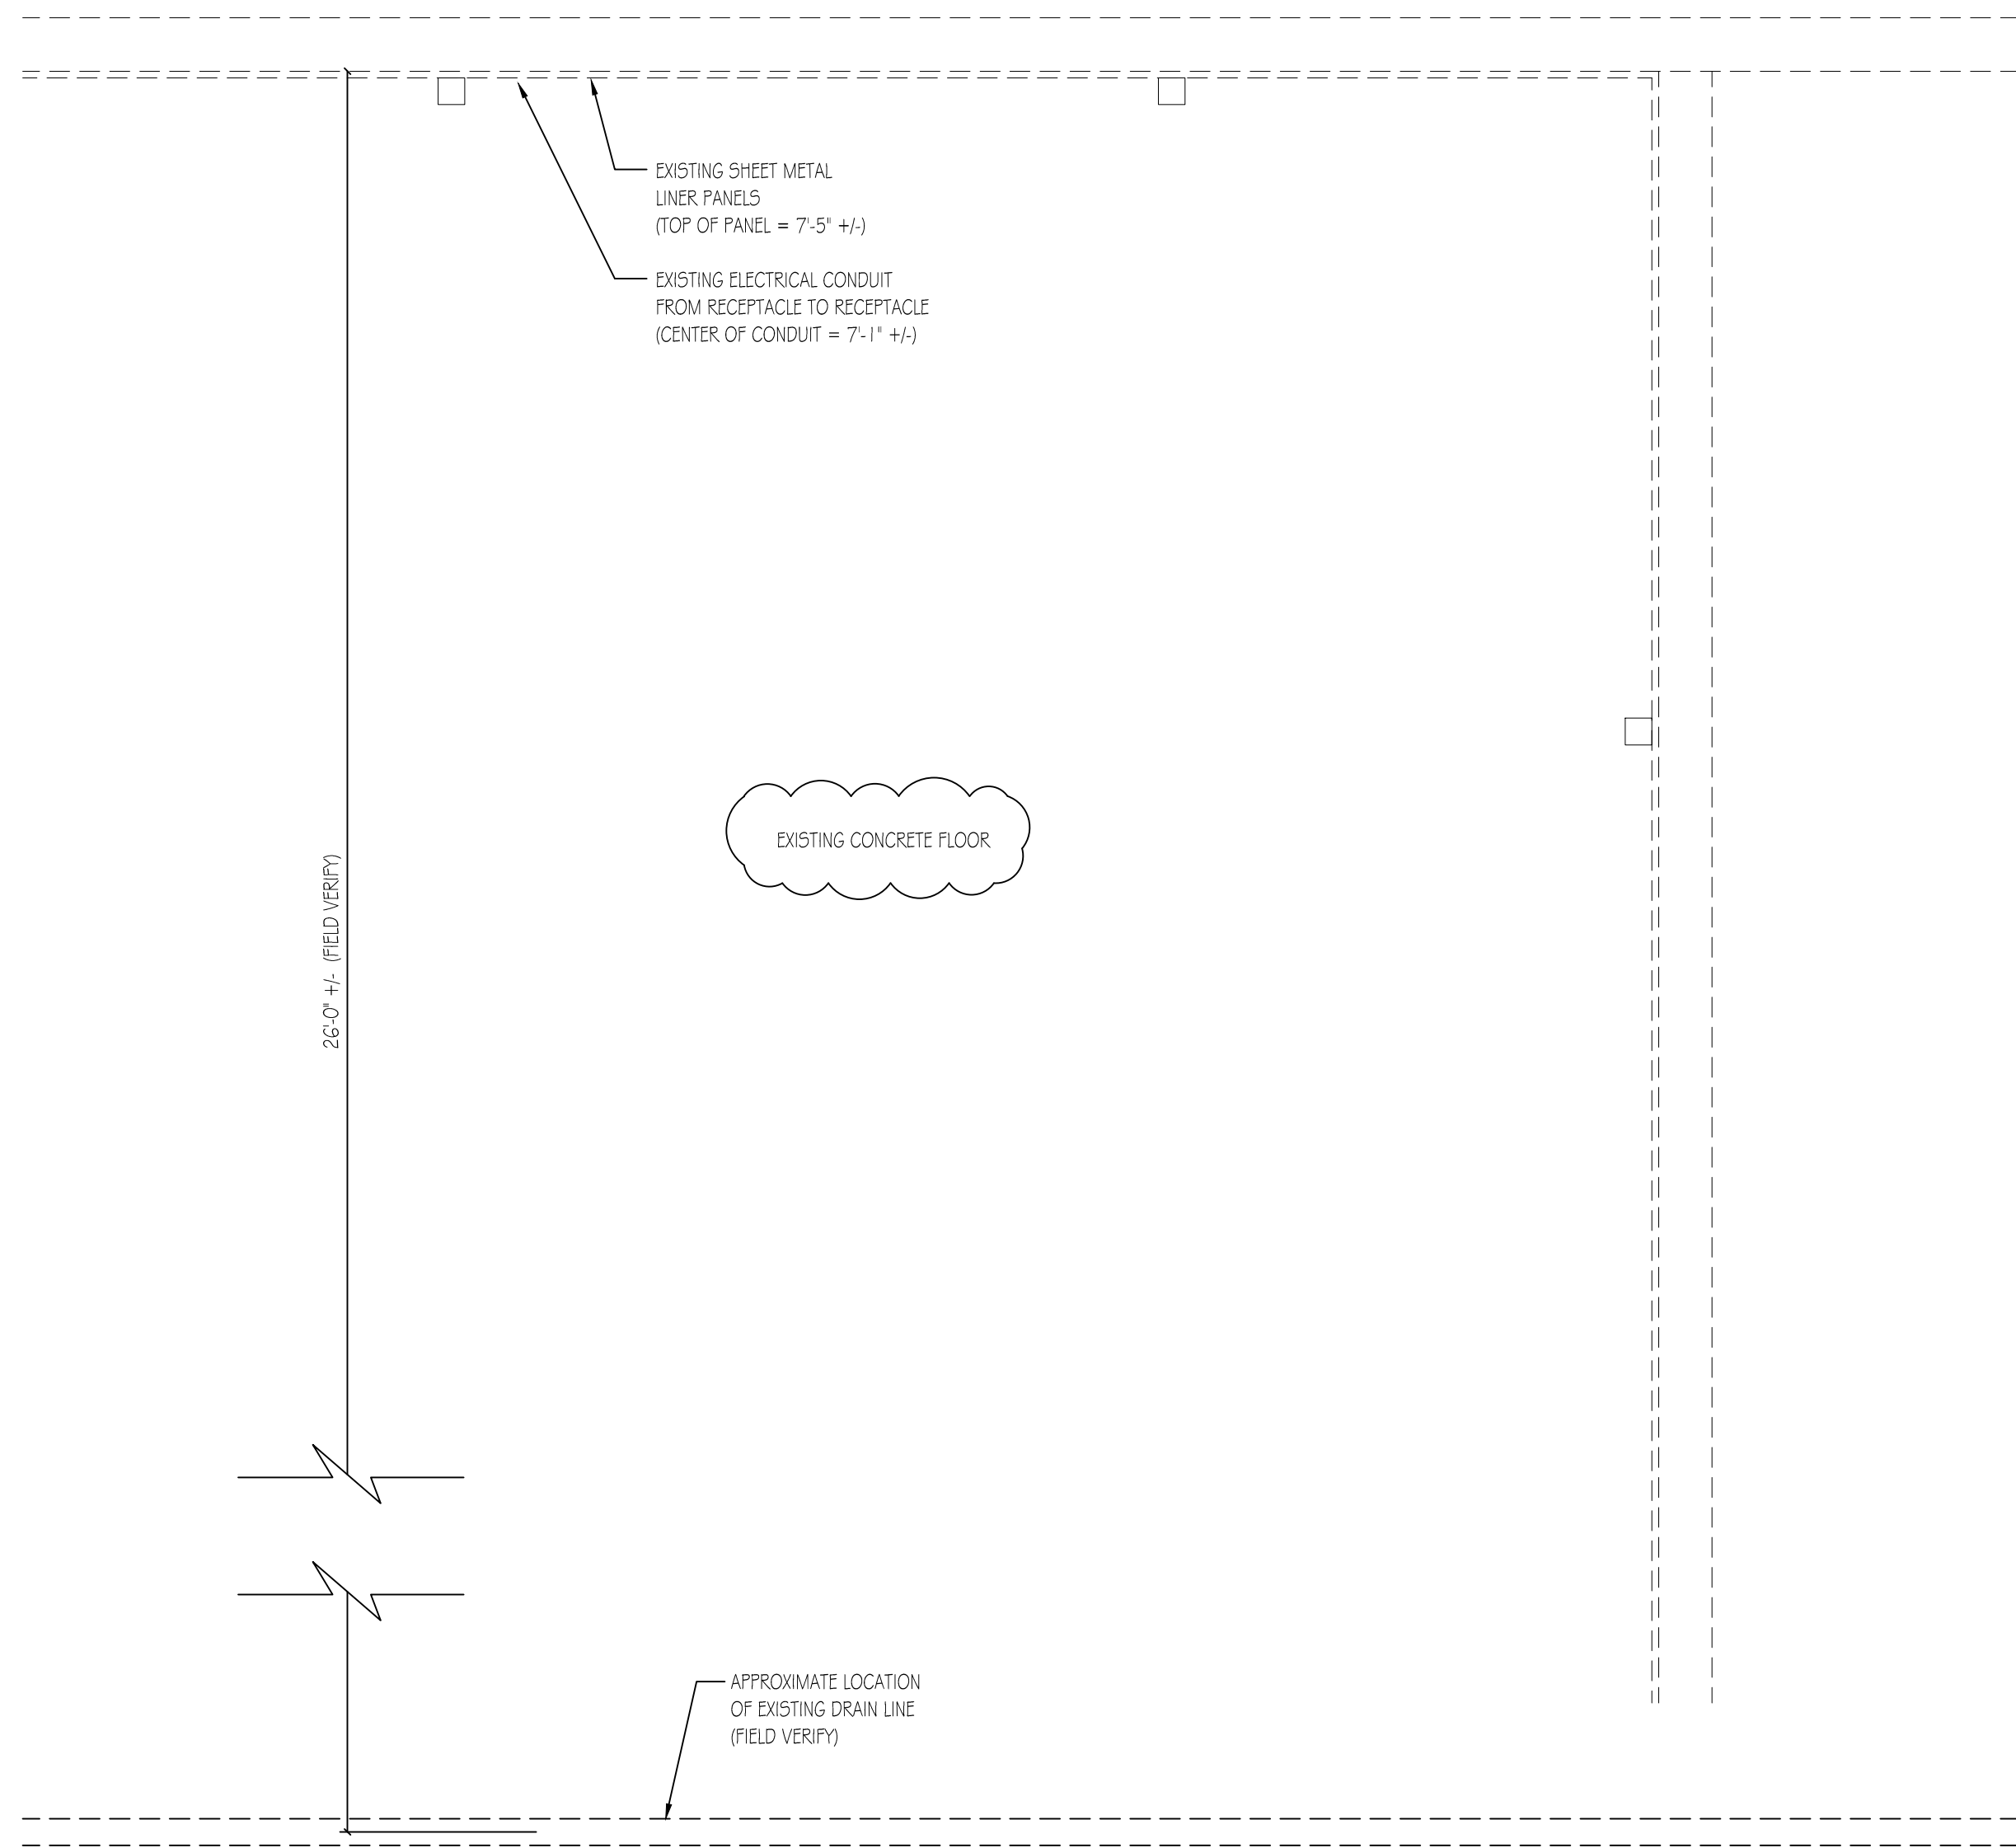 EXISTING SHEET METAL
LINER PANELS
(TOP OF PANEL = 7'-5" +/-)
EXISTING ELECTRICAL CONDUIT
FROM RECEPTACLE TO RECEPTACLE
(CENTER OF CONDUIT = 7'-1" +/-)
EXISTING CONCRETE FLOOR
26'-0" +/- (FIELD VERIFY)
APPROXIMATE LOCATION
OF EXISTING DRAIN LINE
(FIELD VERIFY)